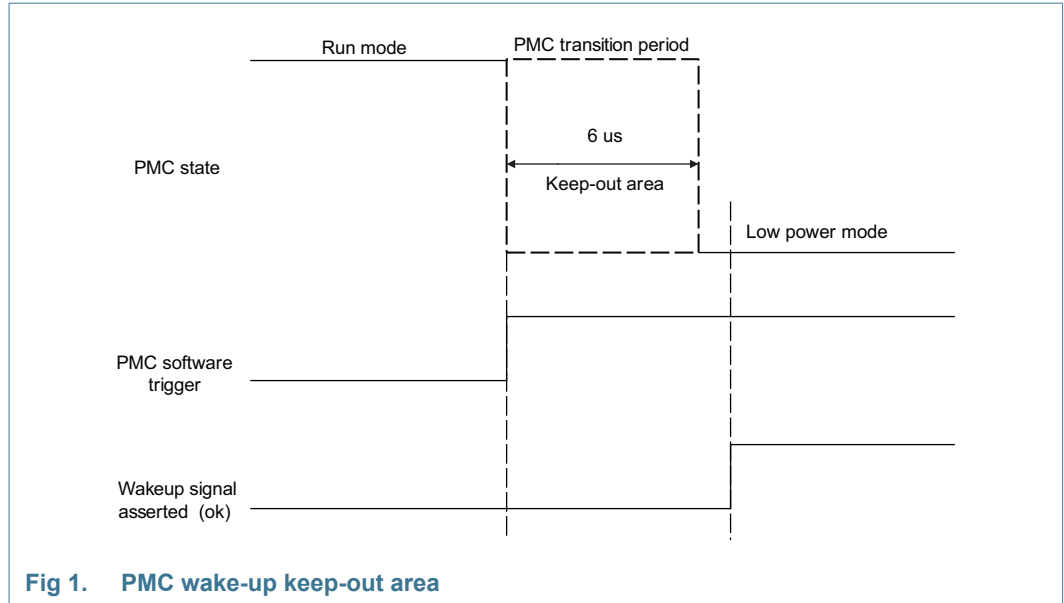 Run mode
PMC transition period
6 us
PMC state
Keep-out area
Low power mode
PMC software
trigger
Wakeup signal
asserted (ok)
Fig 1. PMC wake-up keep-out area